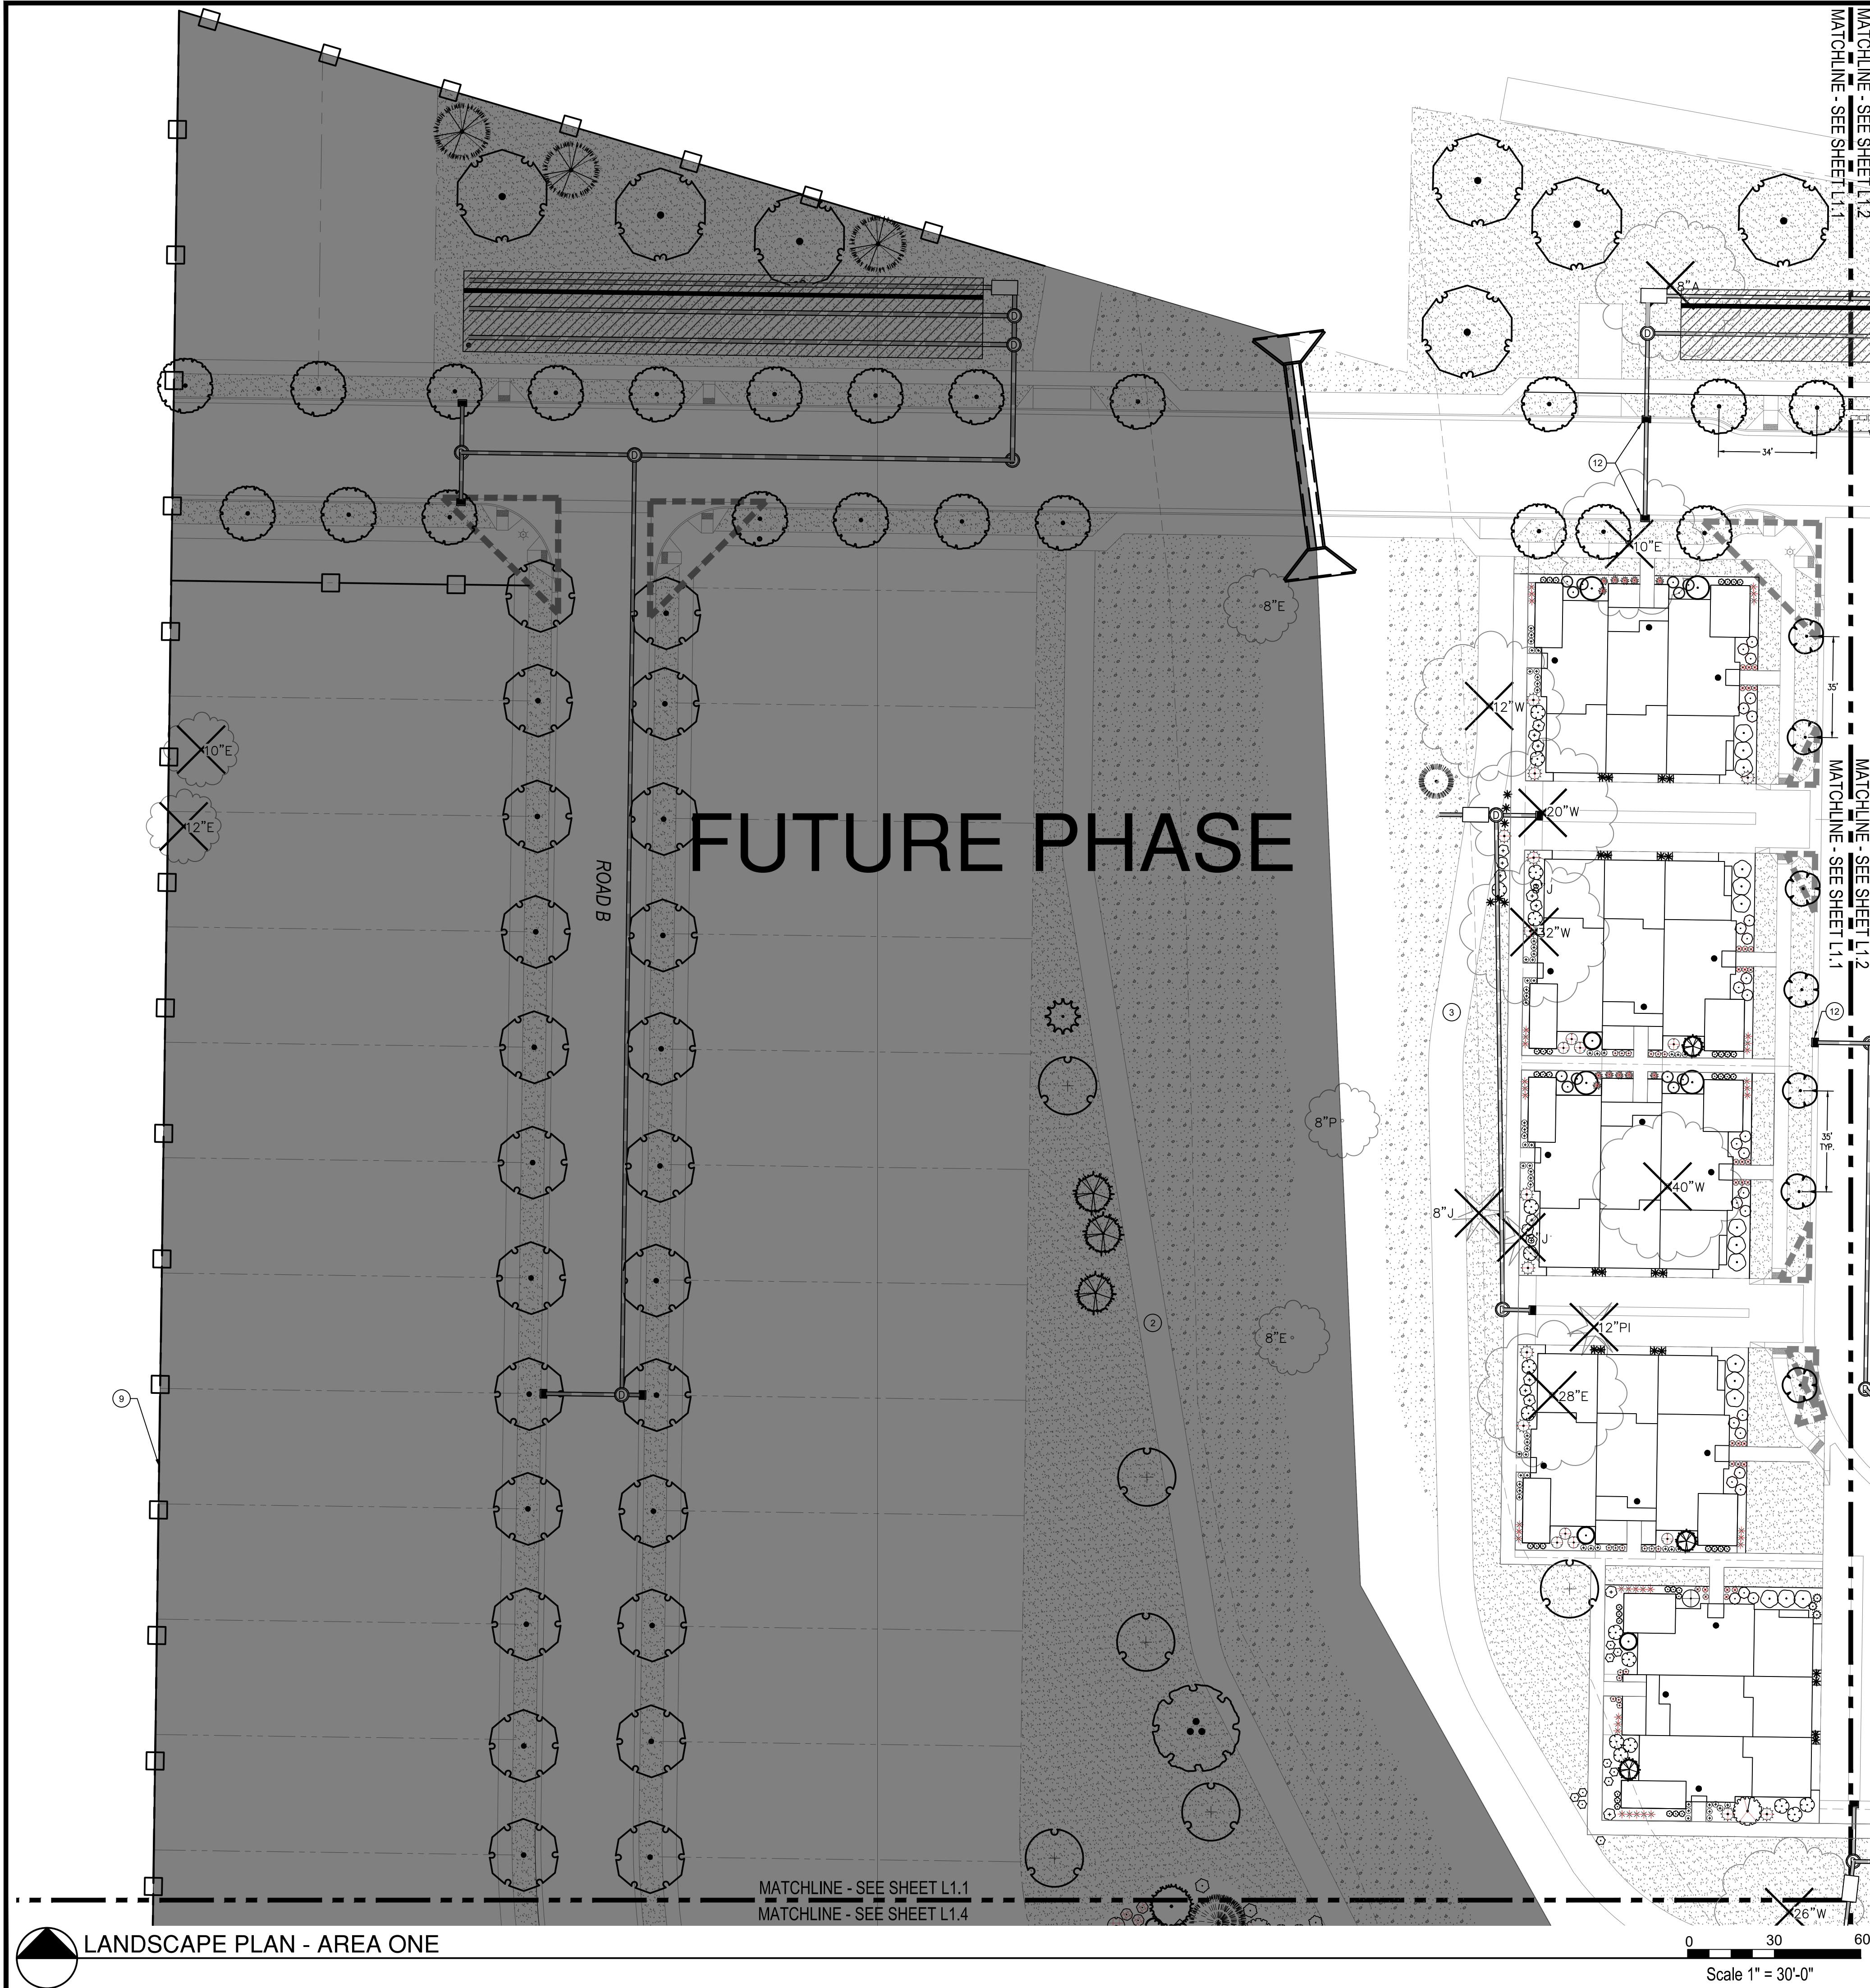 MATCHLINE - SEE SHEET L1.1
MATCHLINE - SEE SHEET L1.2
8"A
34'
12
10"E
8"E
35'
12"W
10"E
MATCHLINE - SEE SHEET L1.1
MATCHLINE - SEE SHEET L1.2
20"W
12"E
FUTURE PHASE
ROAD B
J
32"W
3
12
8"P
35'
TYP.
40"W
8"J
"J
2
12"PI
8"E
9
28"E
MATCHLINE - SEE SHEET L1.1
MATCHLINE - SEE SHEET L1.4
26"W
LANDSCAPE PLAN - AREA ONE
0 30 60
Scale 1" = 30'-0"
D
D
D
D
D
D
D
D